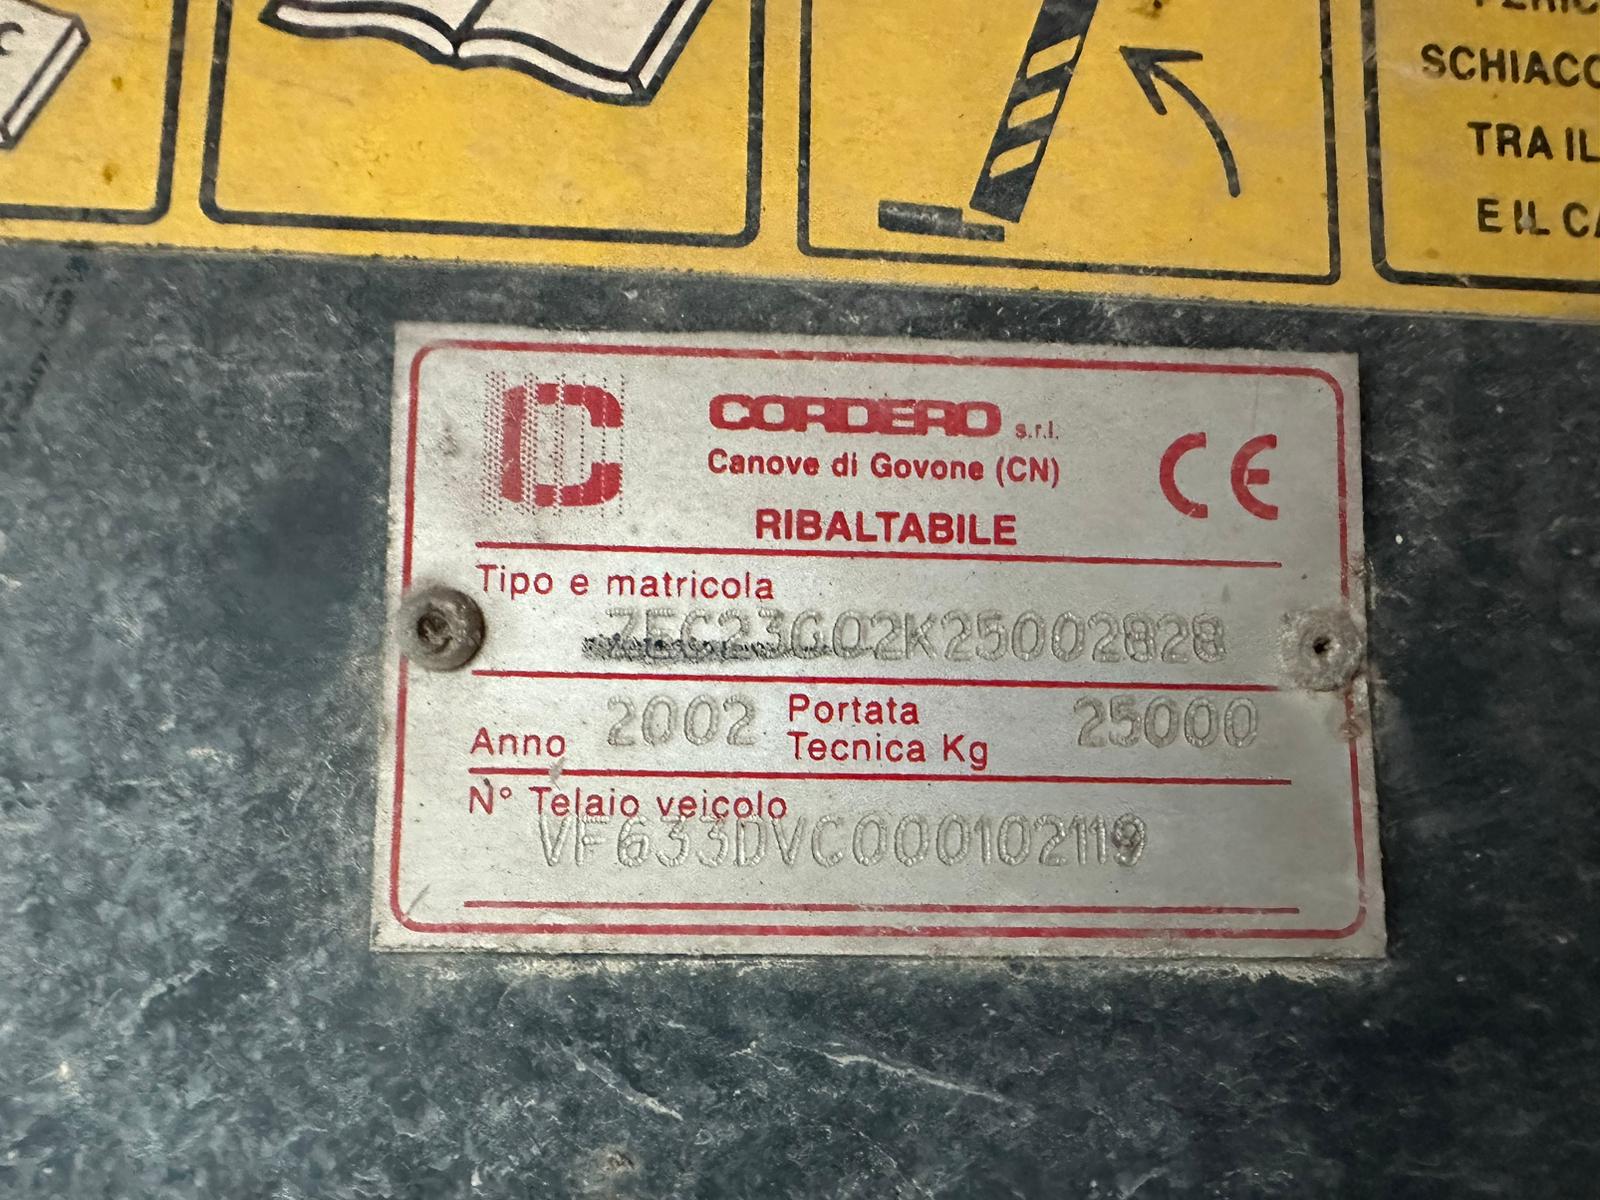 SCHIACC
TRA IL
E IL CA
CORDERO s.r.l.
Canove di Govone (CN)
CE
RIBALTABILE
Tipo e matricola
Anno 2002 Portata Tecnica Kg 25000
N° Telaio veicolo
VF633DVC000102119